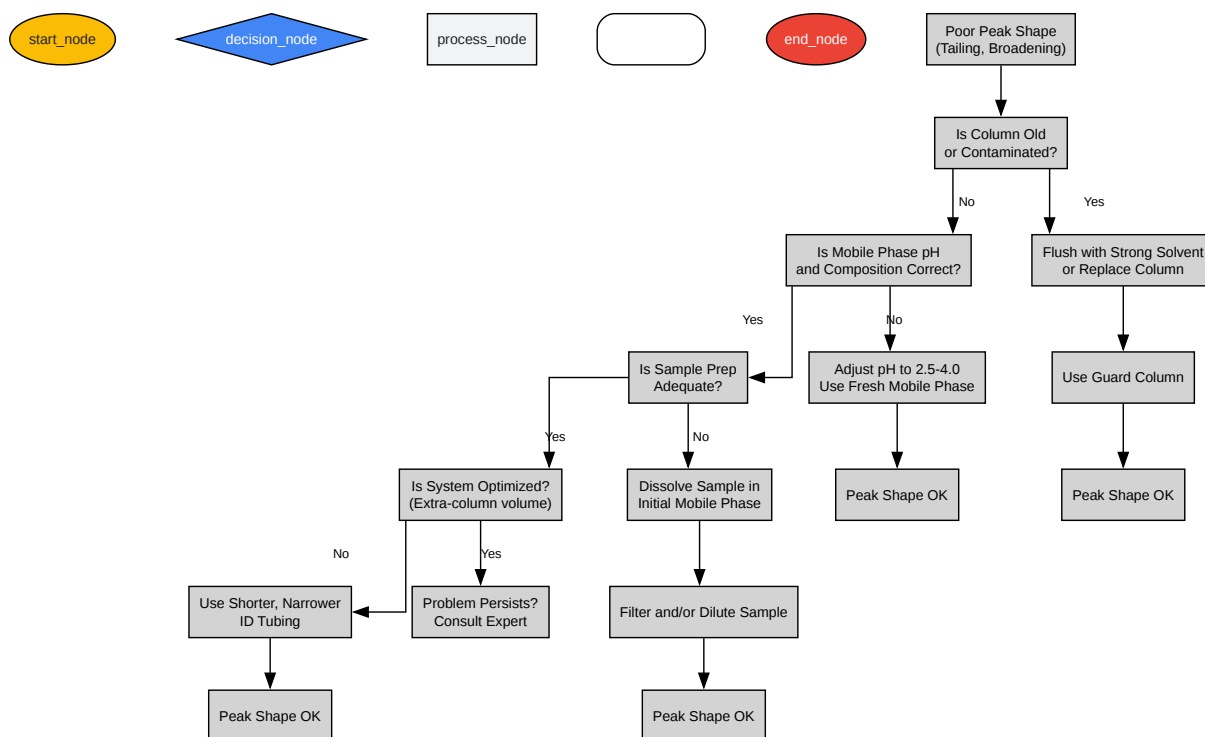 start_node
decision_node
process_node
end_node
Poor Peak Shape
(Tailing, Broadening)
Is Column Old
or Contaminated?
No
Yes
Is Mobile Phase pH
and Composition Correct?
Flush with Strong Solvent
or Replace Column
Yes
No
Is Sample Prep
Adequate?
Adjust pH to 2.5-4.0
Use Fresh Mobile Phase
Use Guard Column
Yes
No
Is System Optimized?
(Extra-column volume)
Dissolve Sample in
Initial Mobile Phase
Peak Shape OK
Peak Shape OK
No
Yes
Use Shorter, Narrower
ID Tubing
Problem Persists?
Consult Expert
Filter and/or Dilute Sample
Peak Shape OK
Peak Shape OK